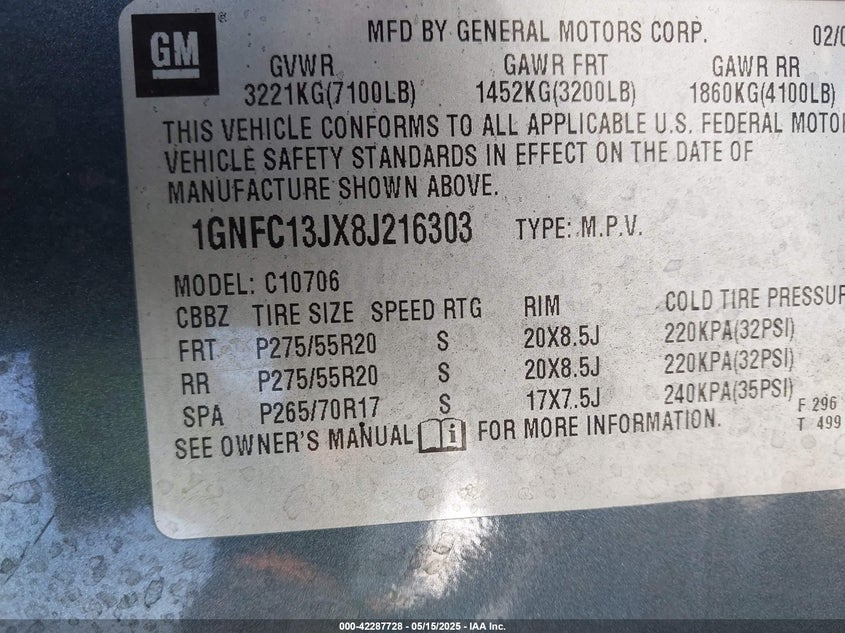 GM
MFD BY GENERAL MOTORS CORP.
02/0
GVWR GAWR FRT GAWR RR
3221KG(7100LB) 1452KG(3200LB) 1860KG(4100LB)
THIS VEHICLE CONFORMS TO ALL APPLICABLE U.S. FEDERAL MOTOR
VEHICLE SAFETY STANDARDS IN EFFECT ON THE DATE OF
MANUFACTURE SHOWN ABOVE.
1GNFC13JX8J216303 TYPE: M.P.V.
MODEL: C10706
CBBZ TIRE SIZE SPEED RTG RIM COLD TIRE PRESSUR
FRT P275/55R20 S 20X8.5J 220KPA(32PSI)
RR P275/55R20 S 20X8.5J 220KPA(32PSI)
SPA P265/70R17 S 17X7.5J 240KPA(35PSI)
F 296
T 499
SEE OWNER'S MANUAL i FOR MORE INFORMATION.
000-42287728 - 05/15/2025 - IAA Inc.